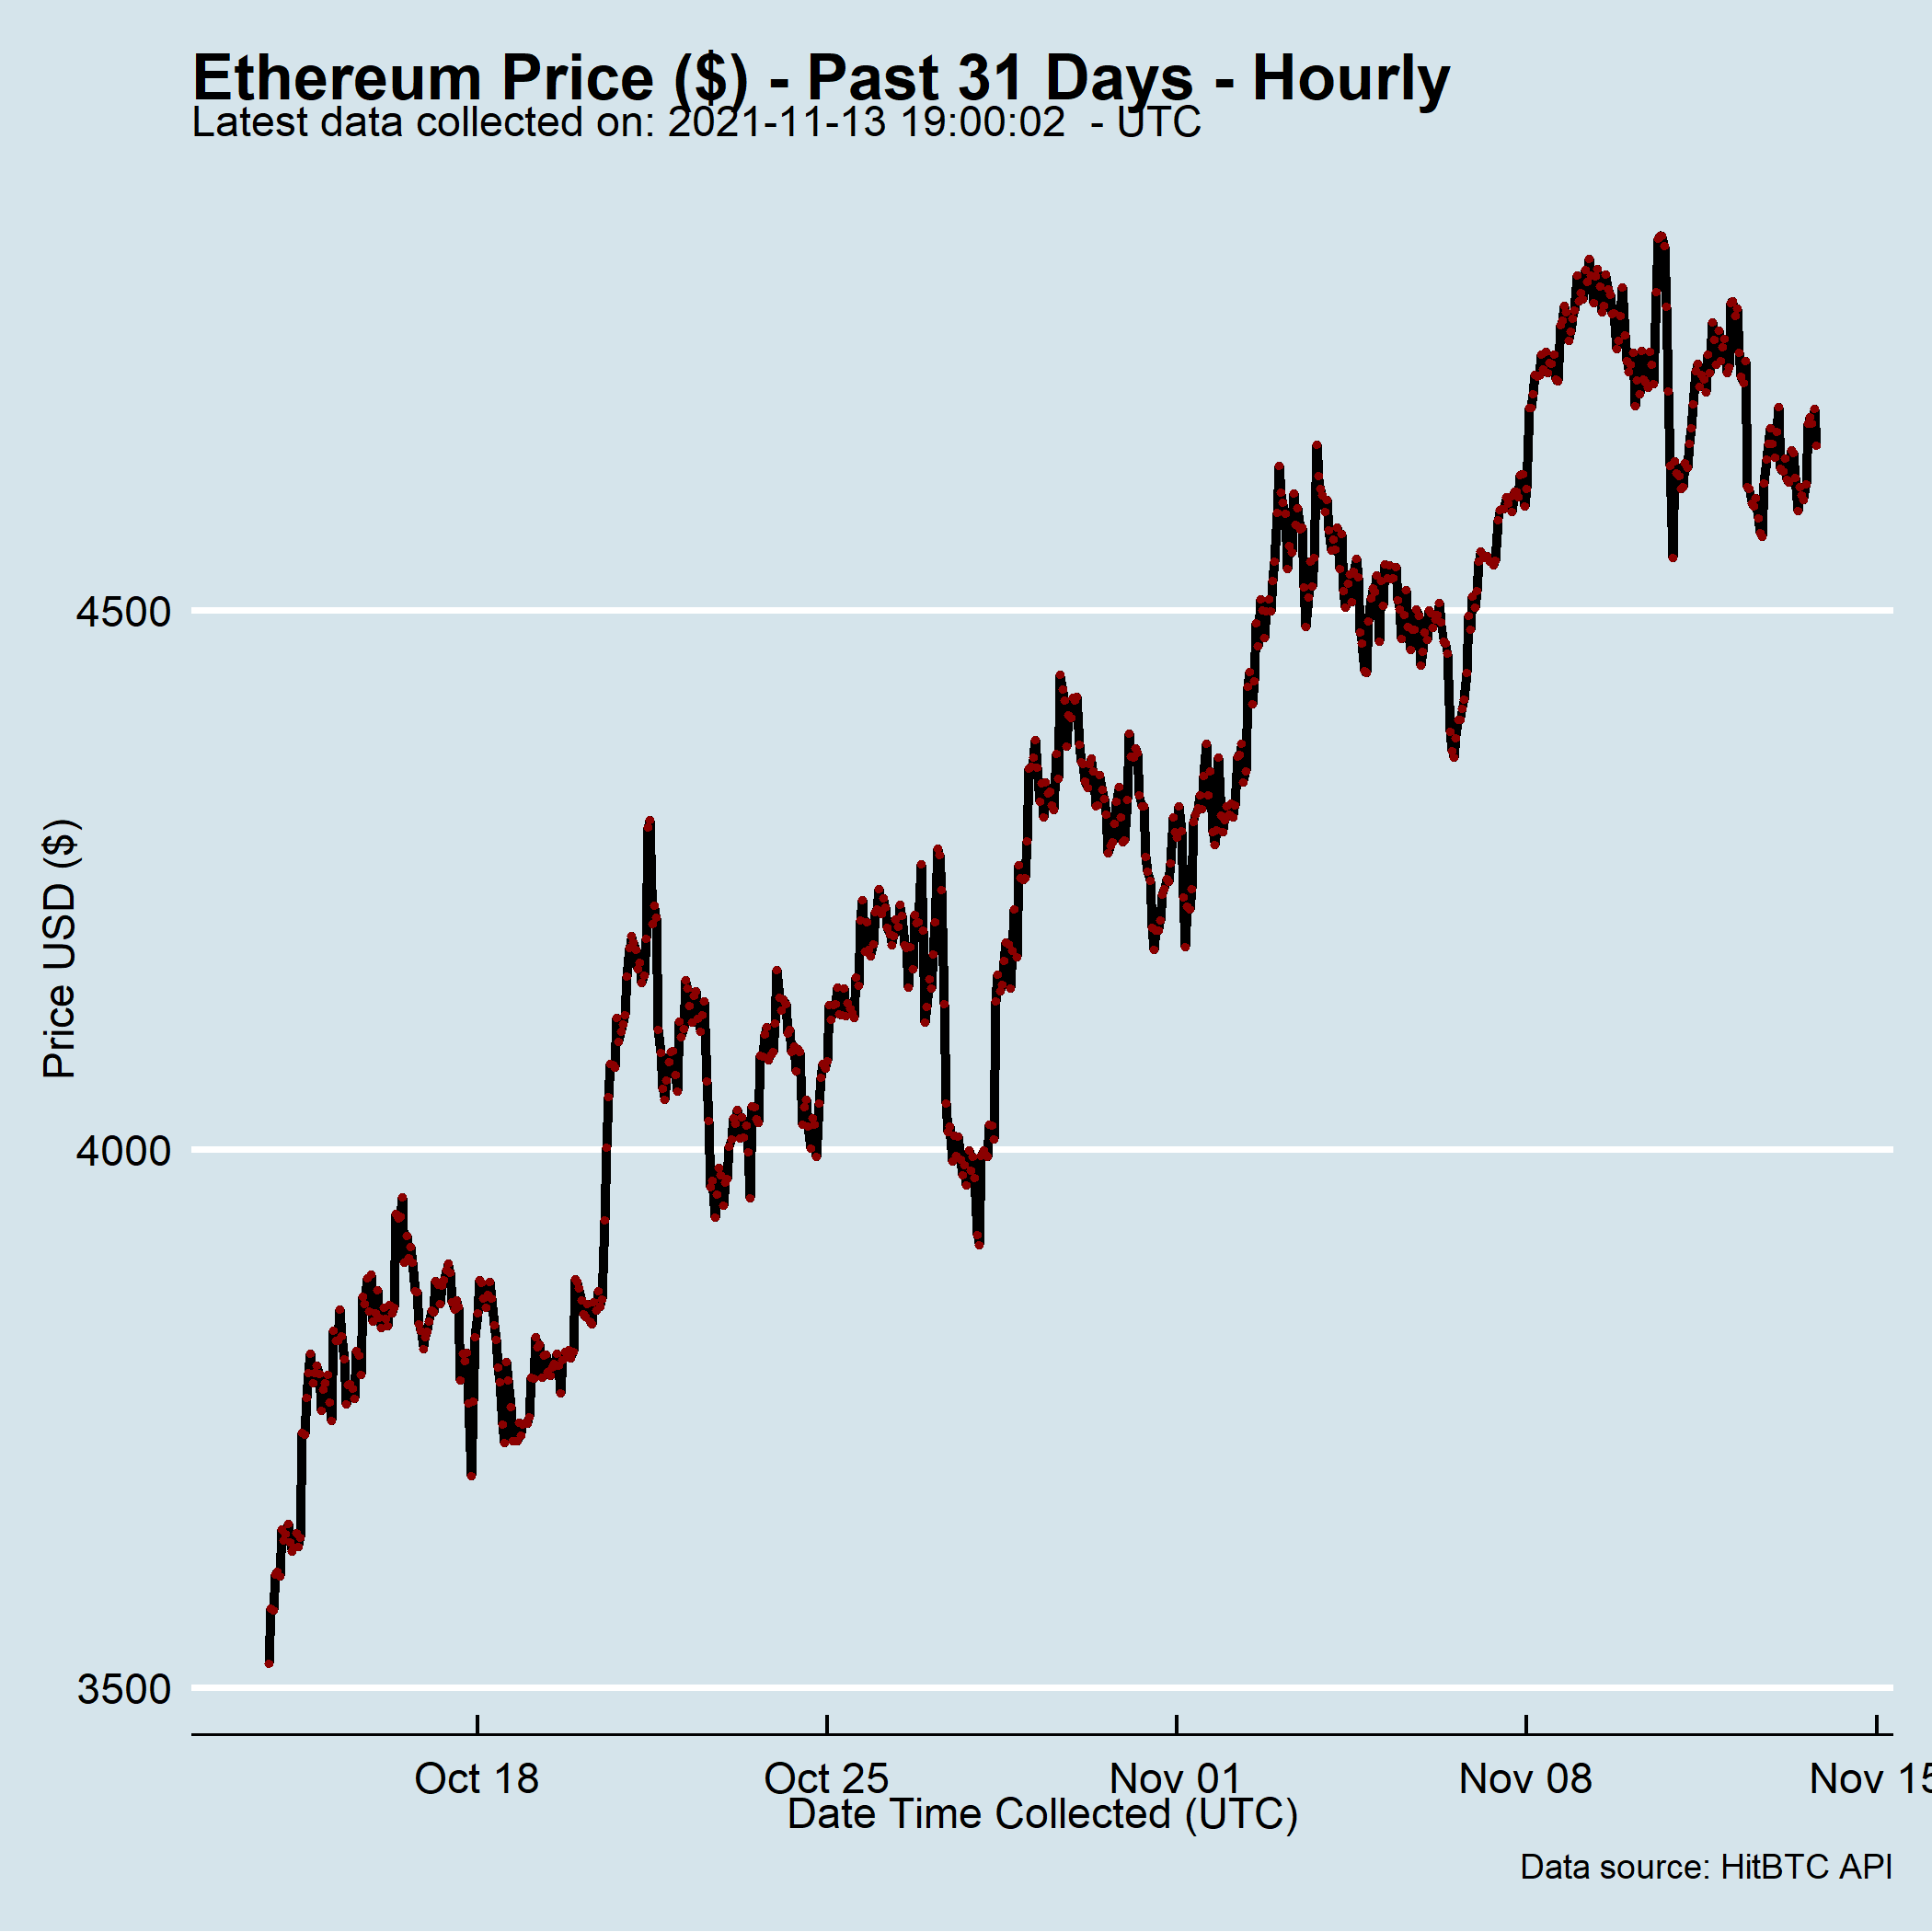 Ethereum Price ($) - Past 31 Days - Hourly
Latest data collected on: 2021-11-13 19:00:02  - UTC
Price USD ($)
4500
4000
3500
Oct 18
Oct 25
Nov 01
Nov 08
Nov 15
Date Time Collected (UTC)
Data source: HitBTC API